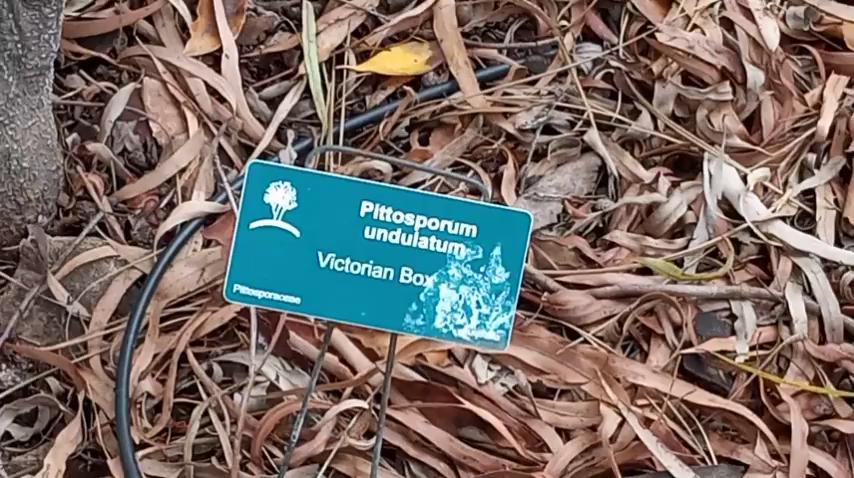 Pittosporum
undulatum
Victorian Box
Pittosporaceae